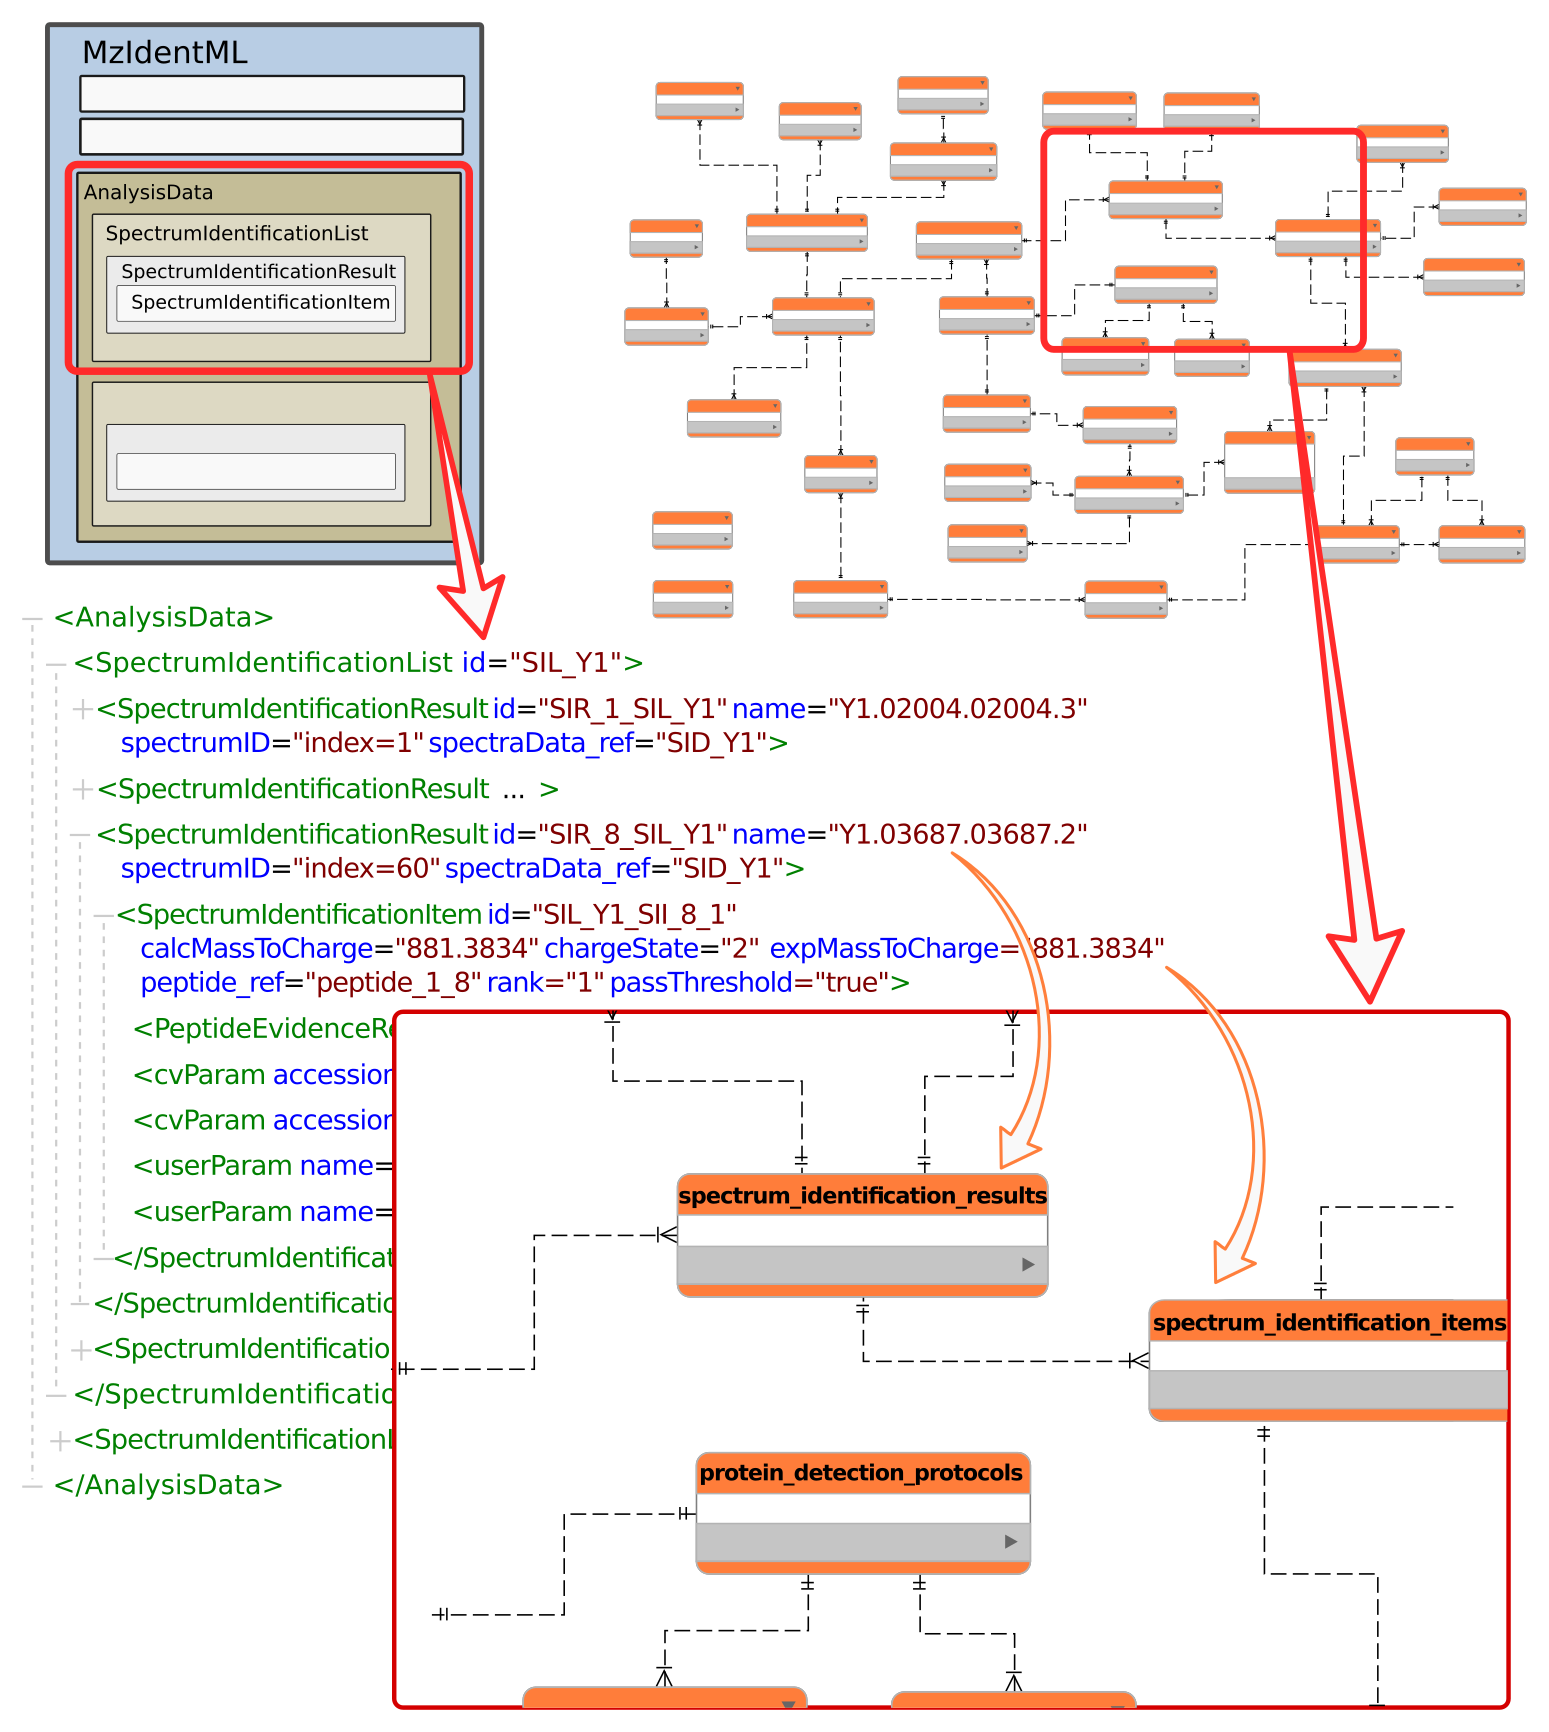 MzIdentML
AnalysisData
SpectrumIdentificationList
SpectrumIdentificationResult
SpectrumIdentificationItem
<AnalysisData>
<SpectrumIdentificationList id="SIL_Y1">
<SpectrumIdentificationResult id="SIR_1_SIL_Y1" name="Y1.02004.02004.3"
spectrumID="index=1" spectraData_ref="SID_Y1">
<SpectrumIdentificationResult ... >
<SpectrumIdentificationResult id="SIR_8_SIL_Y1" name="Y1.03687.03687.2"
spectrumID="index=60" spectraData_ref="SID_Y1">
<SpectrumIdentificationItem id="SIL_Y1_SII_8_1"
calcMassToCharge="881.3834" chargeState="2" expMassToCharge="881.3834"
peptide_ref="peptide_1_8" rank="1" passThreshold="true">
<PeptideEvidenceRe
<cvParam accession
<cvParam accession
<userParam name=
<userParam name=
</SpectrumIdentificat
</SpectrumIdentificatio
<SpectrumIdentificatio
</SpectrumIdentificatio
<SpectrumIdentificationL
</AnalysisData>
spectrum_identification_results
spectrum_identification_items
protein_detection_protocols